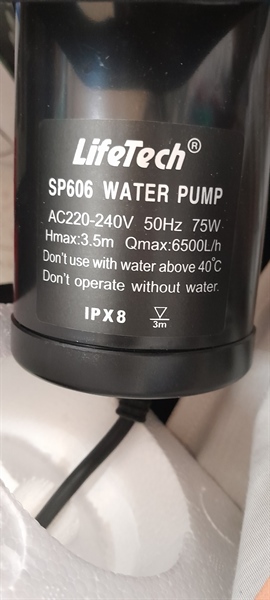 LifeTech®
SP606 WATER PUMP
AC220-240V 50Hz 75W
Hmax:3.5m Qmax:6500L/h
Don't use with water above 40℃
Don't operate without water.
IPX8 3m